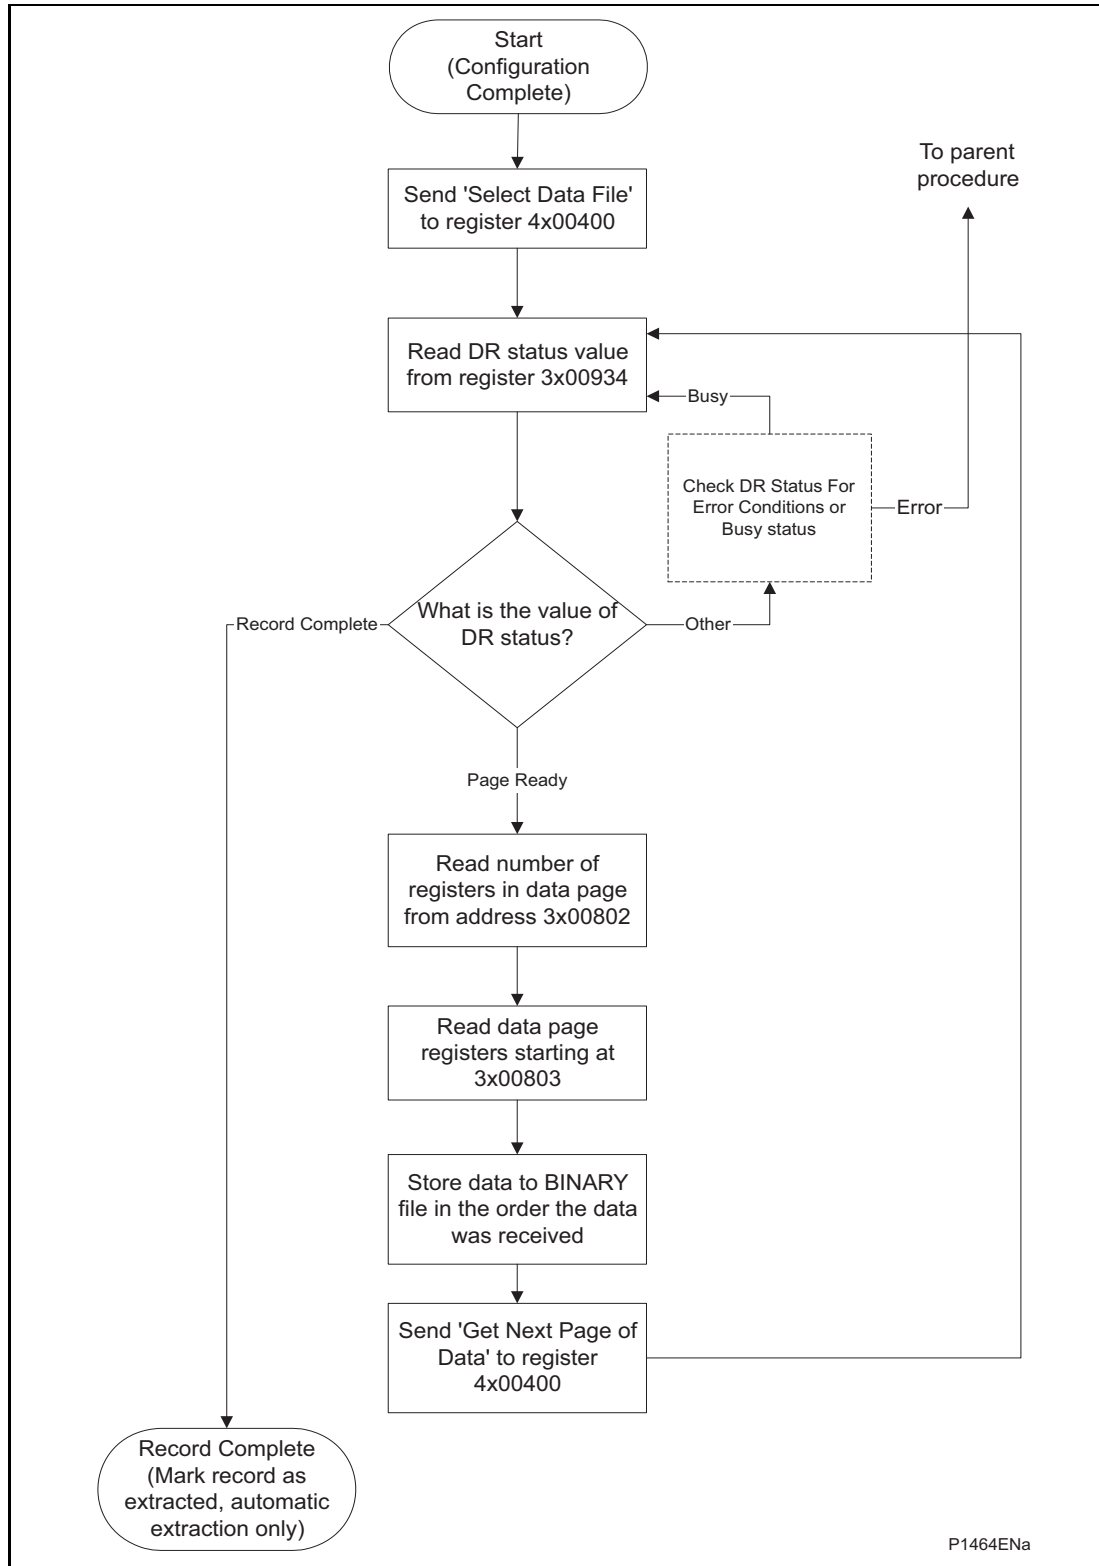 Start
(Configuration
Complete)
To parent
procedure
Send 'Select Data File'
to register 4x00400
Read DR status value
from register 3x00934
Busy
Check DR Status For
Error Conditions or
Busy status
Error
What is the value of
DR status?
Record Complete
Other
Page Ready
Read number of
registers in data page
from address 3x00802
Read data page
registers starting at
3x00803
Store data to BINARY
file in the order the data
was received
Send 'Get Next Page of
Data' to register
4x00400
Record Complete
(Mark record as
extracted, automatic
extraction only)
P1464ENa